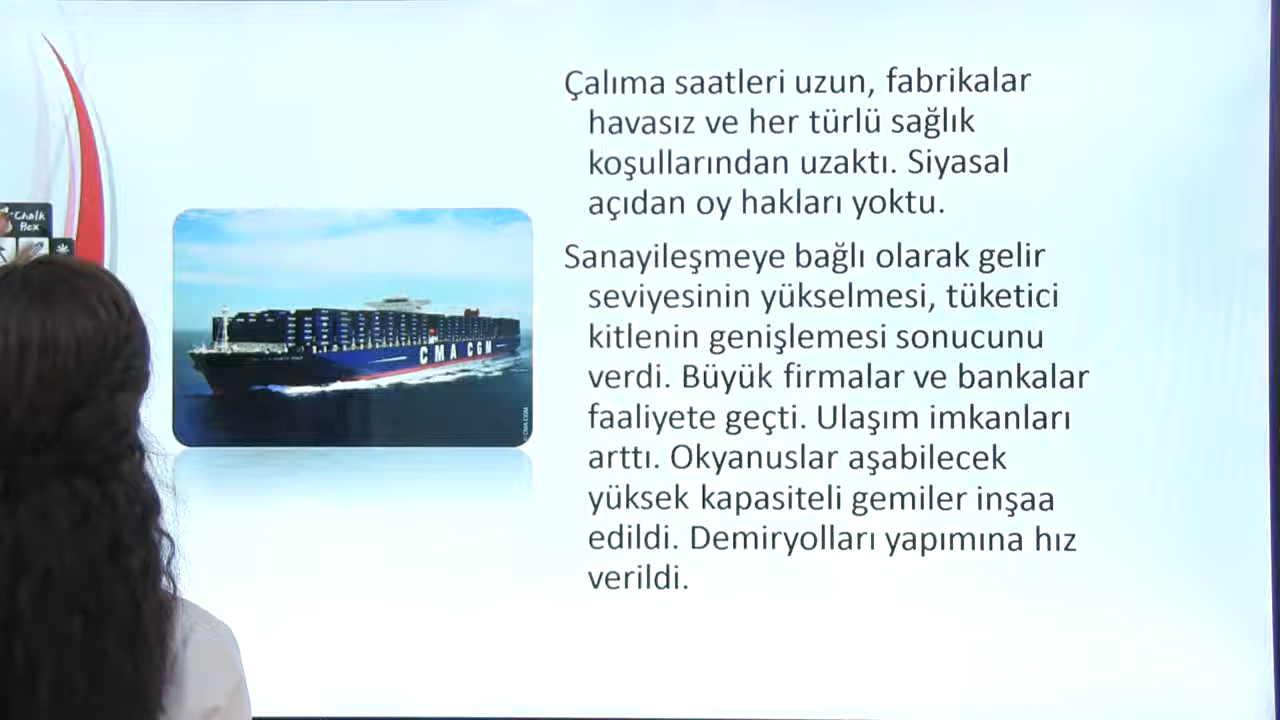 Çalıma saatleri uzun, fabrikalar
havasız ve her türlü sağlık
koşullarından uzaktı. Siyasal
açıdan oy hakları yoktu.
Sanayileşmeye bağlı olarak gelir
seviyesinin yükselmesi, tüketici
kitlenin genişlemesi sonucunu
verdi. Büyük firmalar ve bankalar
faaliyete geçti. Ulaşım imkanları
arttı. Okyanuslar aşabilecek
yüksek kapasiteli gemiler inşaa
edildi. Demiryolları yapımına hız
verildi.
Chalk
Box
CMA CGM
© CMA CGM